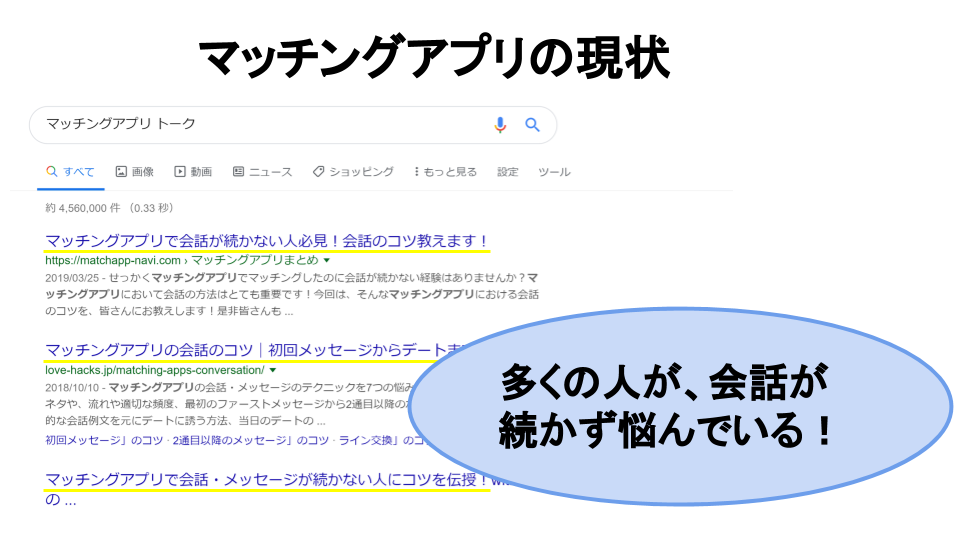 マッチングアプリの現状
マッチングアプリ トーク
すべて 画像 動画 ニュース ショッピング もっと見る 設定 ツール
約 4,560,000 件 （0.33 秒）
マッチングアプリで会話が続かない人必見！会話のコツ教えます！
https://matchapp-navi.com › マッチングアプリまとめ ▼
2019/03/25 - せっかくマッチングアプリでマッチングしたのに会話が続かない経験はありませんか？マ
ッチングアプリにおいて会話の方法はとても重要です！今回は、そんなマッチングアプリにおける会話
のコツを、皆さんにお教えします！是非皆さんも ...
マッチングアプリの会話のコツ｜初回メッセージからデートま
love-hacks.jp/matching-apps-conversation/ ▼
2018/10/10 - マッチングアプリの会話・メッセージのテクニックを7つの悩み
ネタや、流れや適切な頻度、最初のファーストメッセージから2通目以降の
的な会話例文を元にデートに誘う方法、当日のデートの ...
初回メッセージ」のコツ · 2通目以降のメッセージ」のコツ · ライン交換」のコ
マッチングアプリで会話・メッセージが続かない人にコツを伝授！
の ...
多くの人が、会話が
続かず悩んでいる！